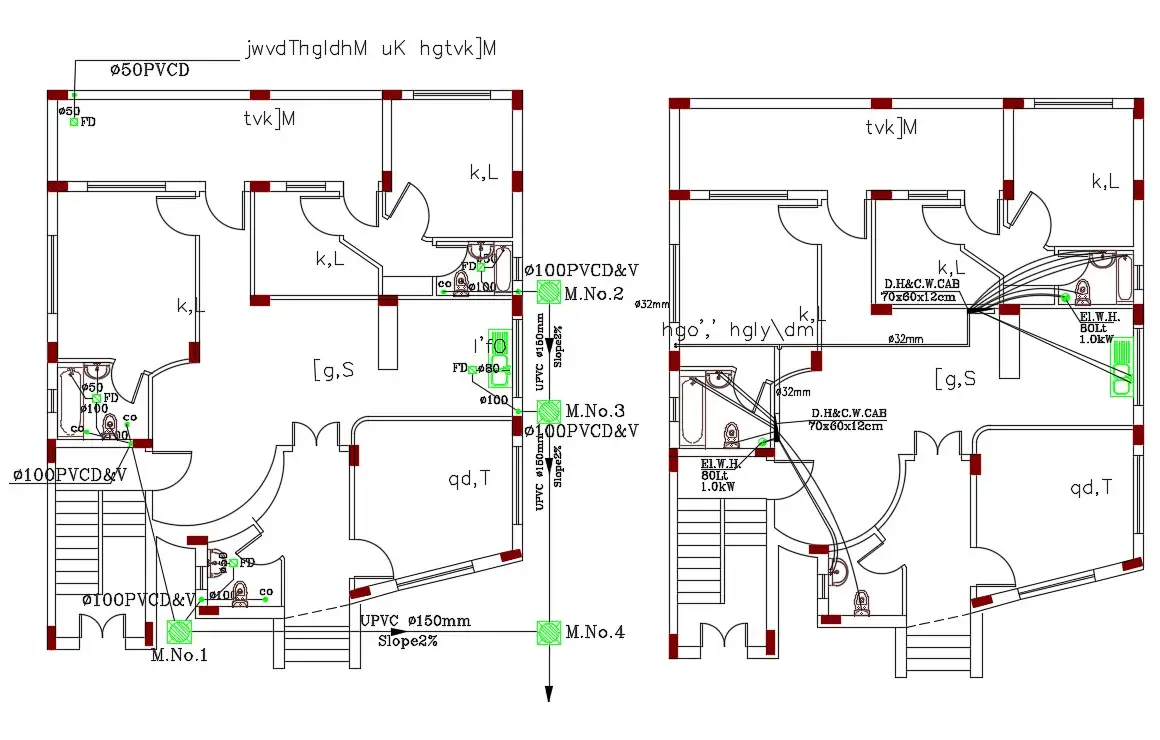 jwvdThgldhM uK hgtvk]M
ø50PVCD
ø50
FD
tvk]M
k,L
k,L
k,L
FD
co
ø100
ø100PVCD&V
M.No.2
UPVC ø150mm
Slope2%
l'fO
FD
ø80
ø100
[g,S
M.No.3
ø100PVCD&V
UPVC ø150mm
Slope2%
ø50
FD
ø100
co
co
ø100PVCD&V
qd,T
FD
ø100
co
ø100PVCD&V
M.No.1
UPVC ø150mm
Slope2%
M.No.4
tvk]M
k,L
k,L
D.H&C.W.CAB
70x60x12cm
El.W.H.
80Lt
1.0kW
ø32mm
k,L
hgo',' hgly\dm
ø32mm
[g,S
ø32mm
D.H&C.W.CAB
70x60x12cm
El.W.H.
80Lt
1.0kW
qd,T